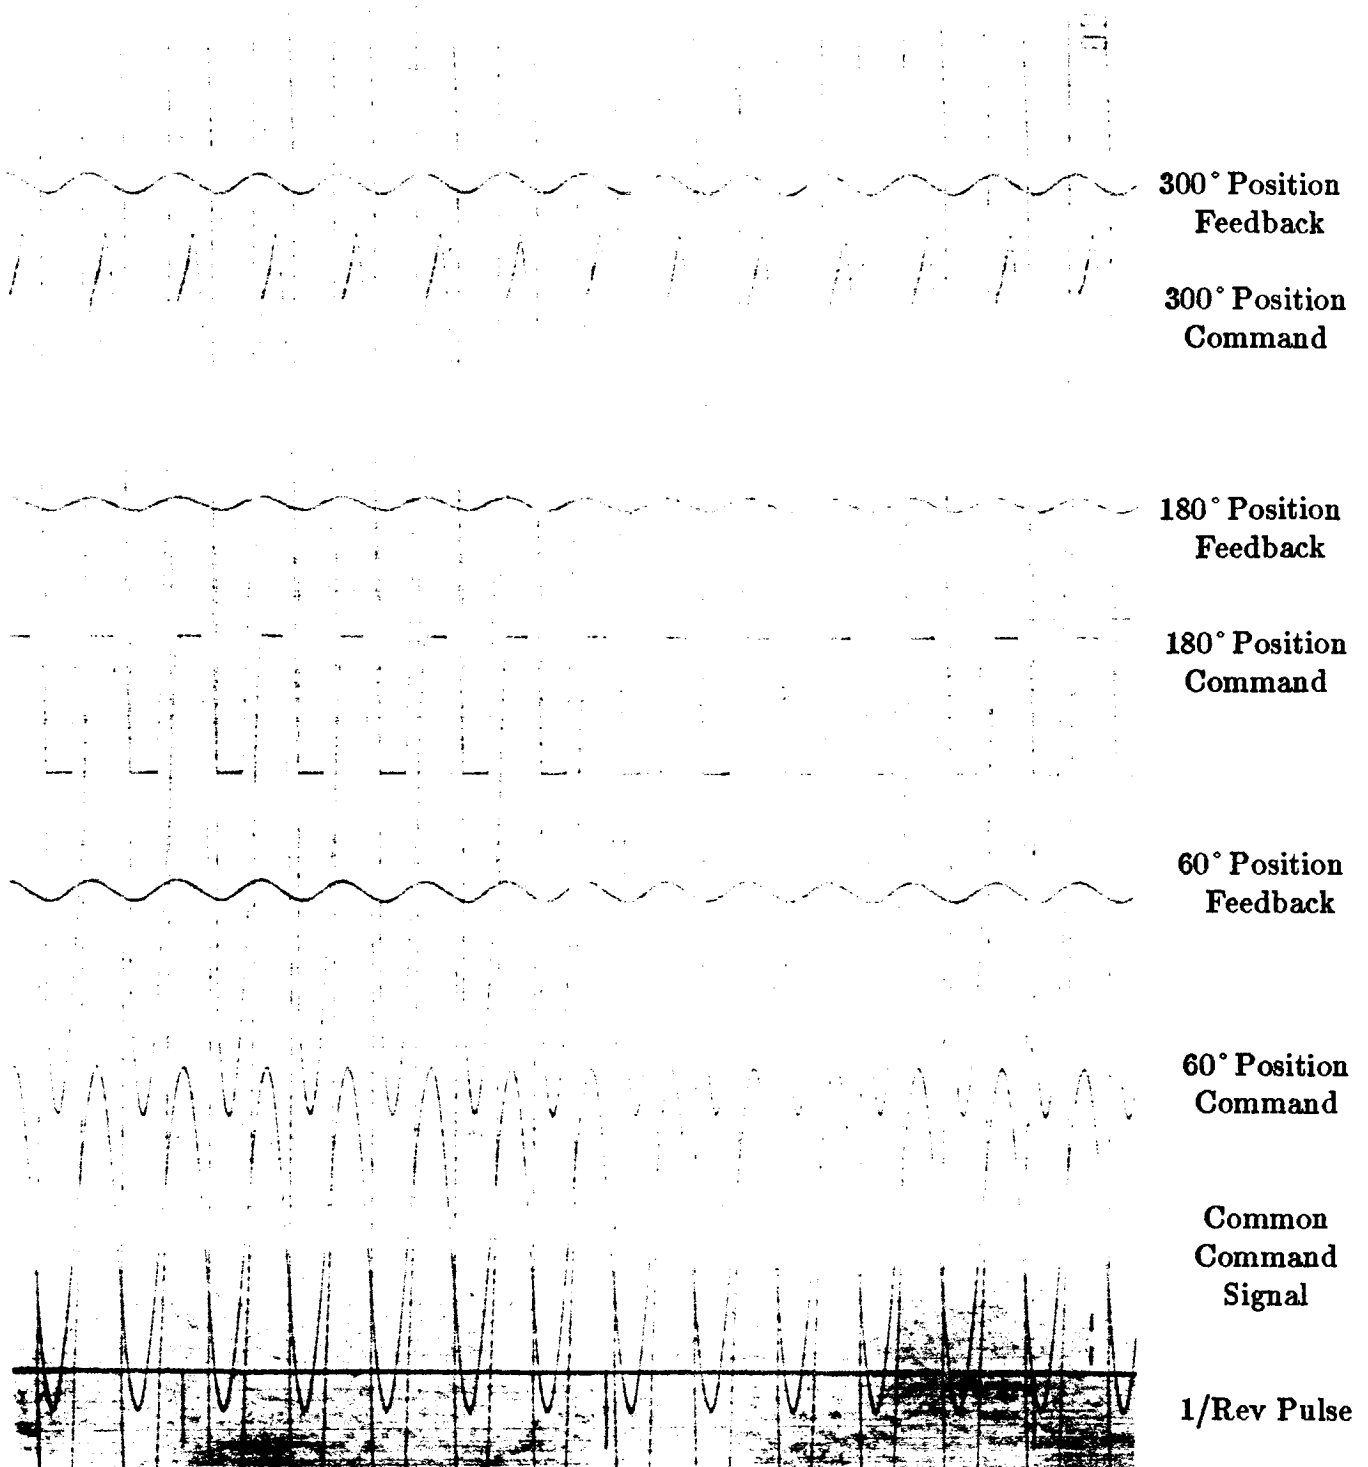 300° Position
Feedback
300° Position
Command
180° Position
Feedback
180° Position
Command
60° Position
Feedback
60° Position
Command
Common
Command
Signal
1/Rev Pulse